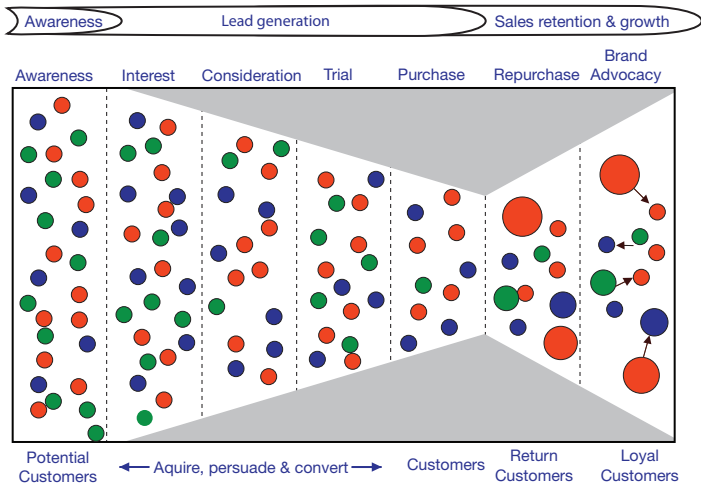 Awareness
Lead generation
Sales retention & growth
Awareness
Interest
Consideration
Trial
Purchase
Repurchase
Brand
Advocacy
Potential
Customers
Aquire, persuade & convert
Customers
Return
Customers
Loyal
Customers